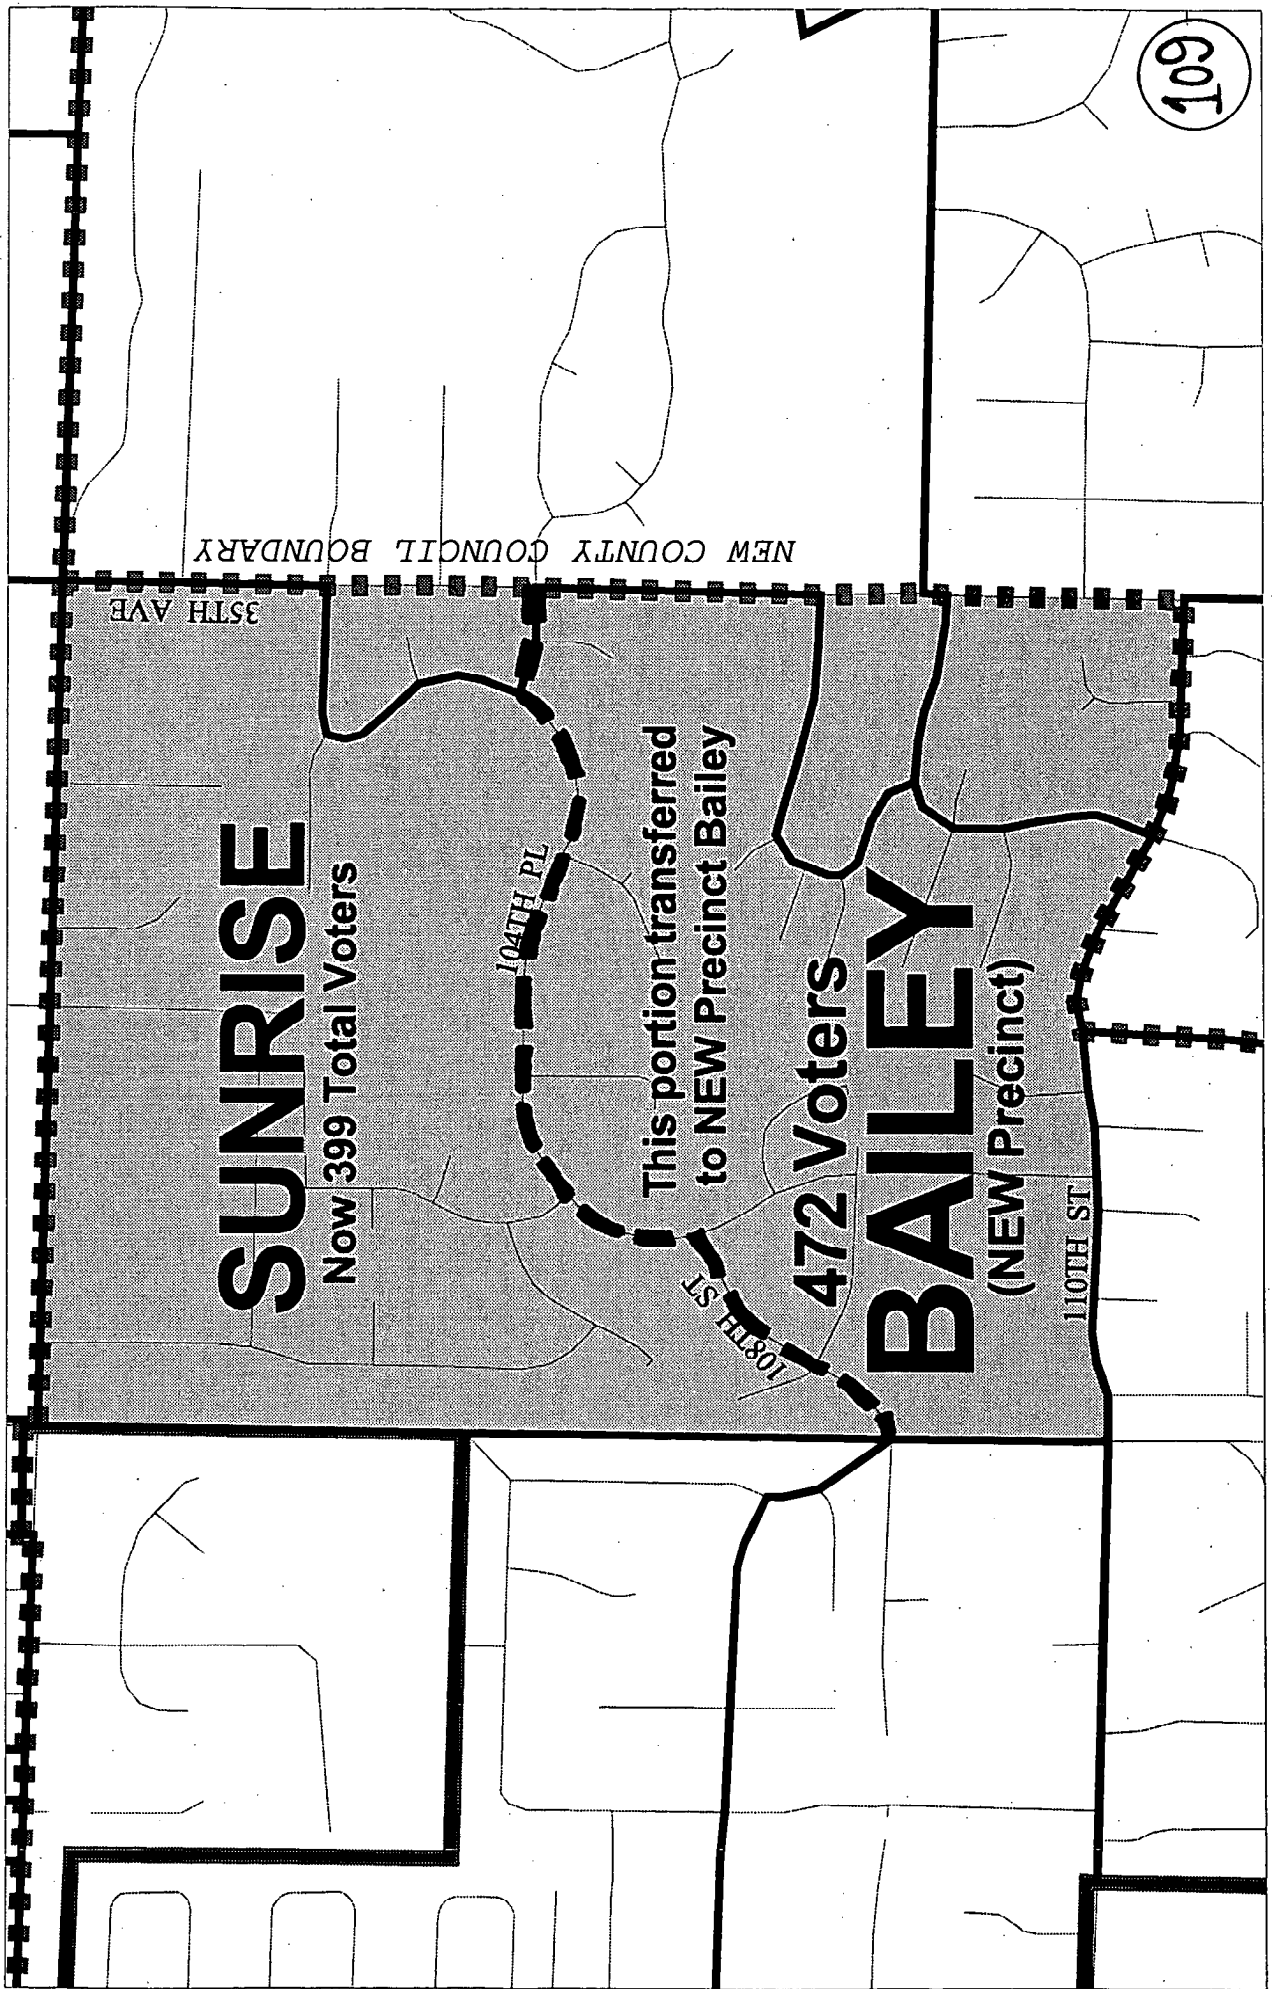 109
SUNRISE
Now 399 Total Voters
35TH AVE
NEW COUNTY COUNCIL BOUNDARY
104TH PL
This portion transferred
to NEW Precinct Bailey
108TH ST
472 Voters
BAILEY
(NEW Precinct)
110TH ST